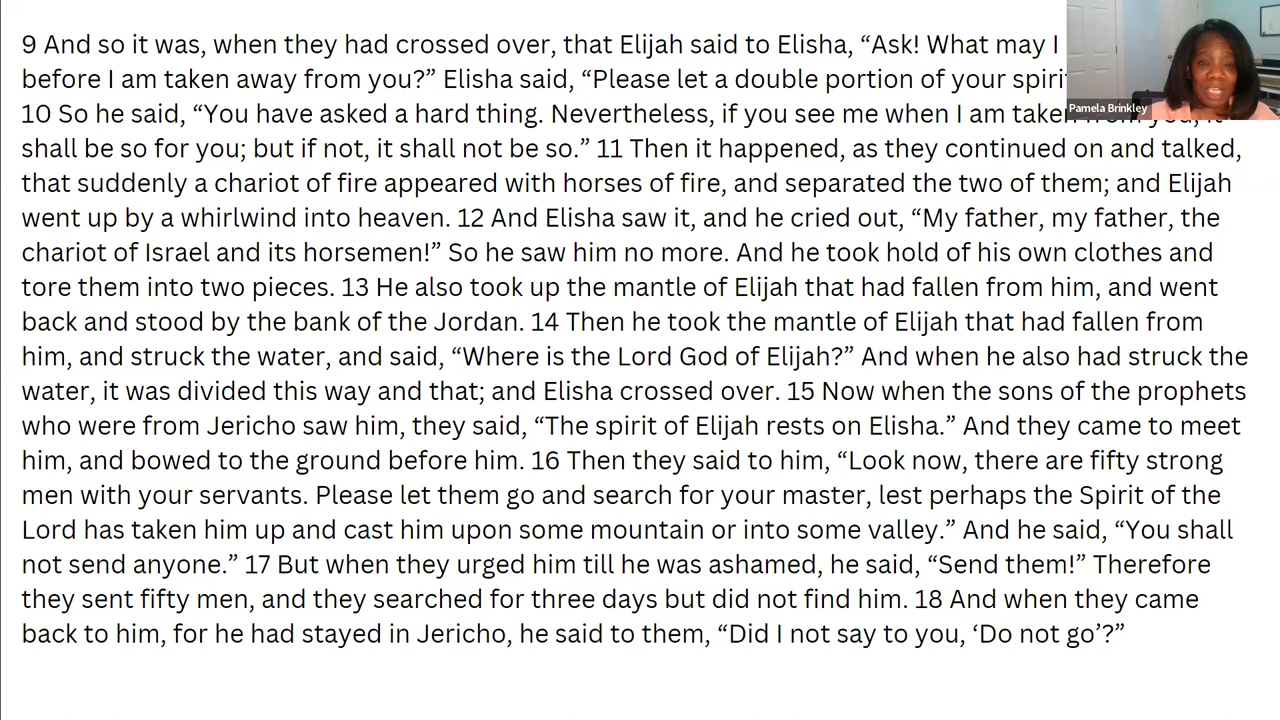 9 And so it was, when they had crossed over, that Elijah said to Elisha, “Ask! What may I
before I am taken away from you?” Elisha said, “Please let a double portion of your
Pamela Brinkley
10 So he said, “You have asked a hard thing. Nevertheless, if you see me when I am taken
shall be so for you; but if not, it shall not be so.” 11 Then it happened, as they continued on and talked,
that suddenly a chariot of fire appeared with horses of fire, and separated the two of them; and Elijah
went up by a whirlwind into heaven. 12 And Elisha saw it, and he cried out, “My father, my father, the
chariot of Israel and its horsemen!” So he saw him no more. And he took hold of his own clothes and
tore them into two pieces. 13 He also took up the mantle of Elijah that had fallen from him, and went
back and stood by the bank of the Jordan. 14 Then he took the mantle of Elijah that had fallen from
him, and struck the water, and said, “Where is the Lord God of Elijah?” And when he also had struck the
water, it was divided this way and that; and Elisha crossed over. 15 Now when the sons of the prophets
who were from Jericho saw him, they said, “The spirit of Elijah rests on Elisha.” And they came to meet
him, and bowed to the ground before him. 16 Then they said to him, “Look now, there are fifty strong
men with your servants. Please let them go and search for your master, lest perhaps the Spirit of the
Lord has taken him up and cast him upon some mountain or into some valley.” And he said, “You shall
not send anyone.” 17 But when they urged him till he was ashamed, he said, “Send them!” Therefore
they sent fifty men, and they searched for three days but did not find him. 18 And when they came
back to him, for he had stayed in Jericho, he said to them, “Did I not say to you, ‘Do not go’?”